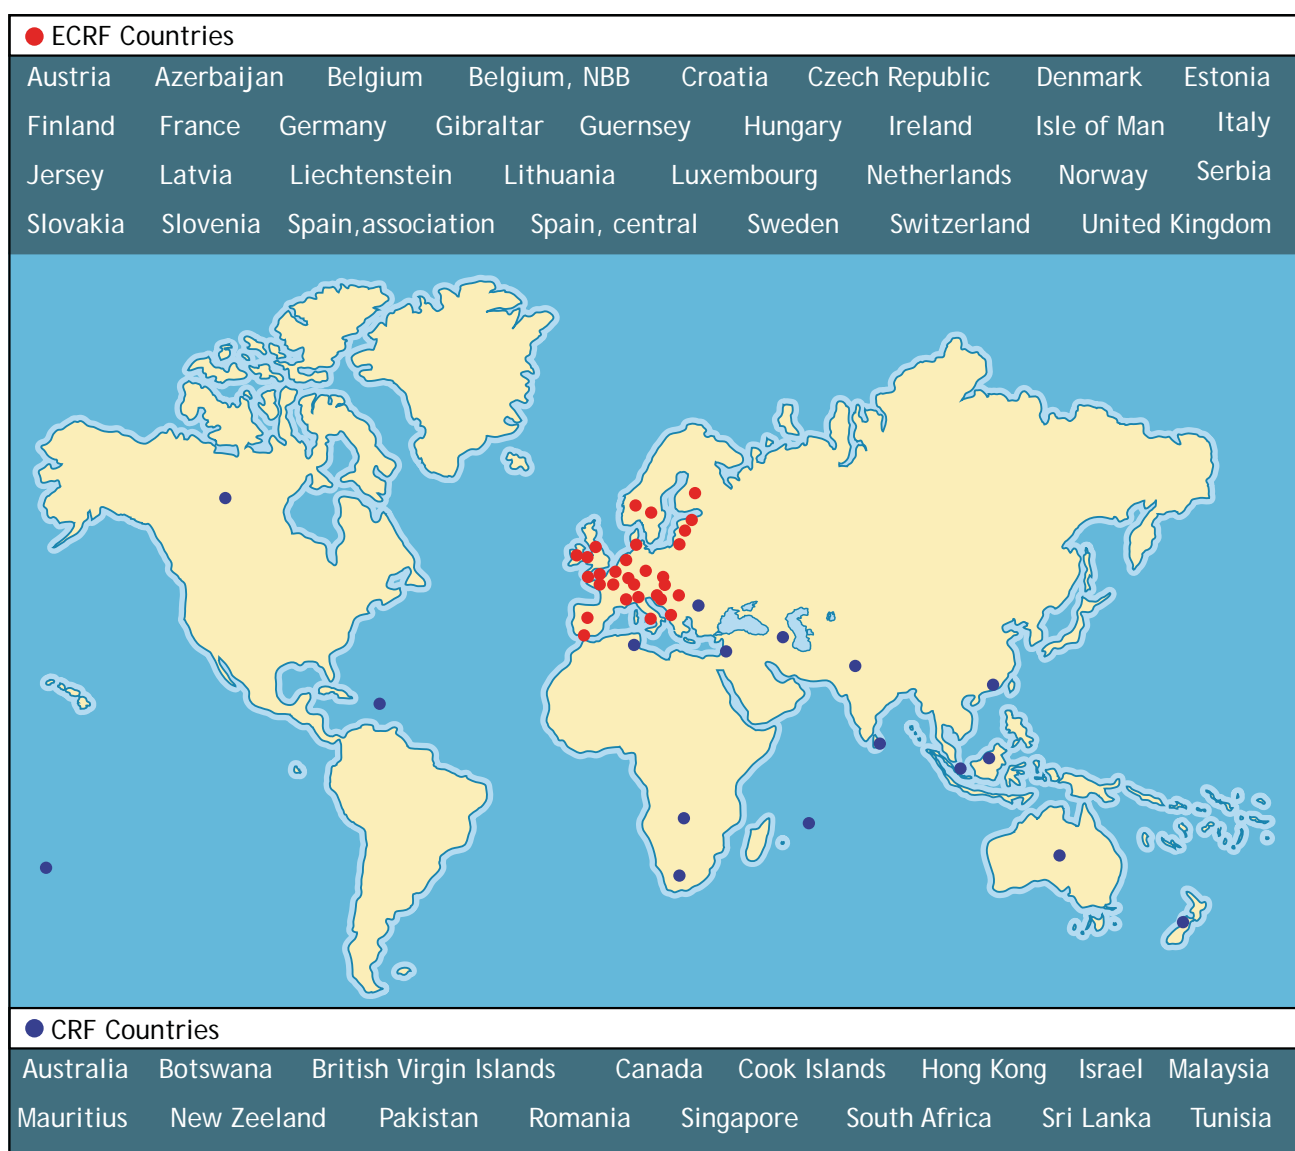 ECRF Countries
Austria Azerbaijan Belgium Belgium, NBB Croatia Czech Republic Denmark Estonia
Finland France Germany Gibraltar Guernsey Hungary Ireland Isle of Man Italy
Jersey Latvia Liechtenstein Lithuania Luxembourg Netherlands Norway Serbia
Slovakia Slovenia Spain,association Spain, central Sweden Switzerland United Kingdom
CRF Countries
Australia Botswana British Virgin Islands Canada Cook Islands Hong Kong Israel Malaysia
Mauritius New Zeeland Pakistan Romania Singapore South Africa Sri Lanka Tunisia